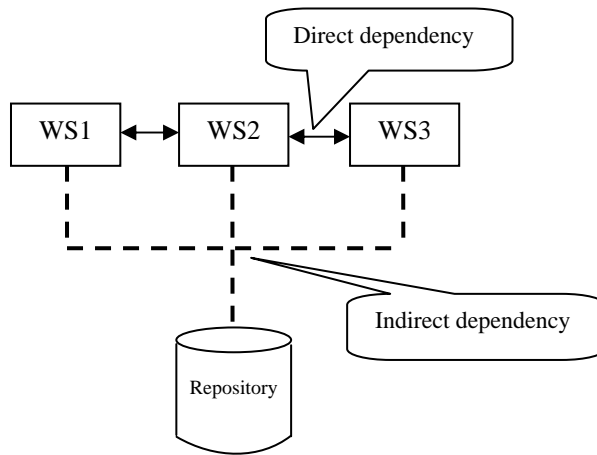 Direct dependency
WS1
WS2
WS3
Indirect dependency
Repository